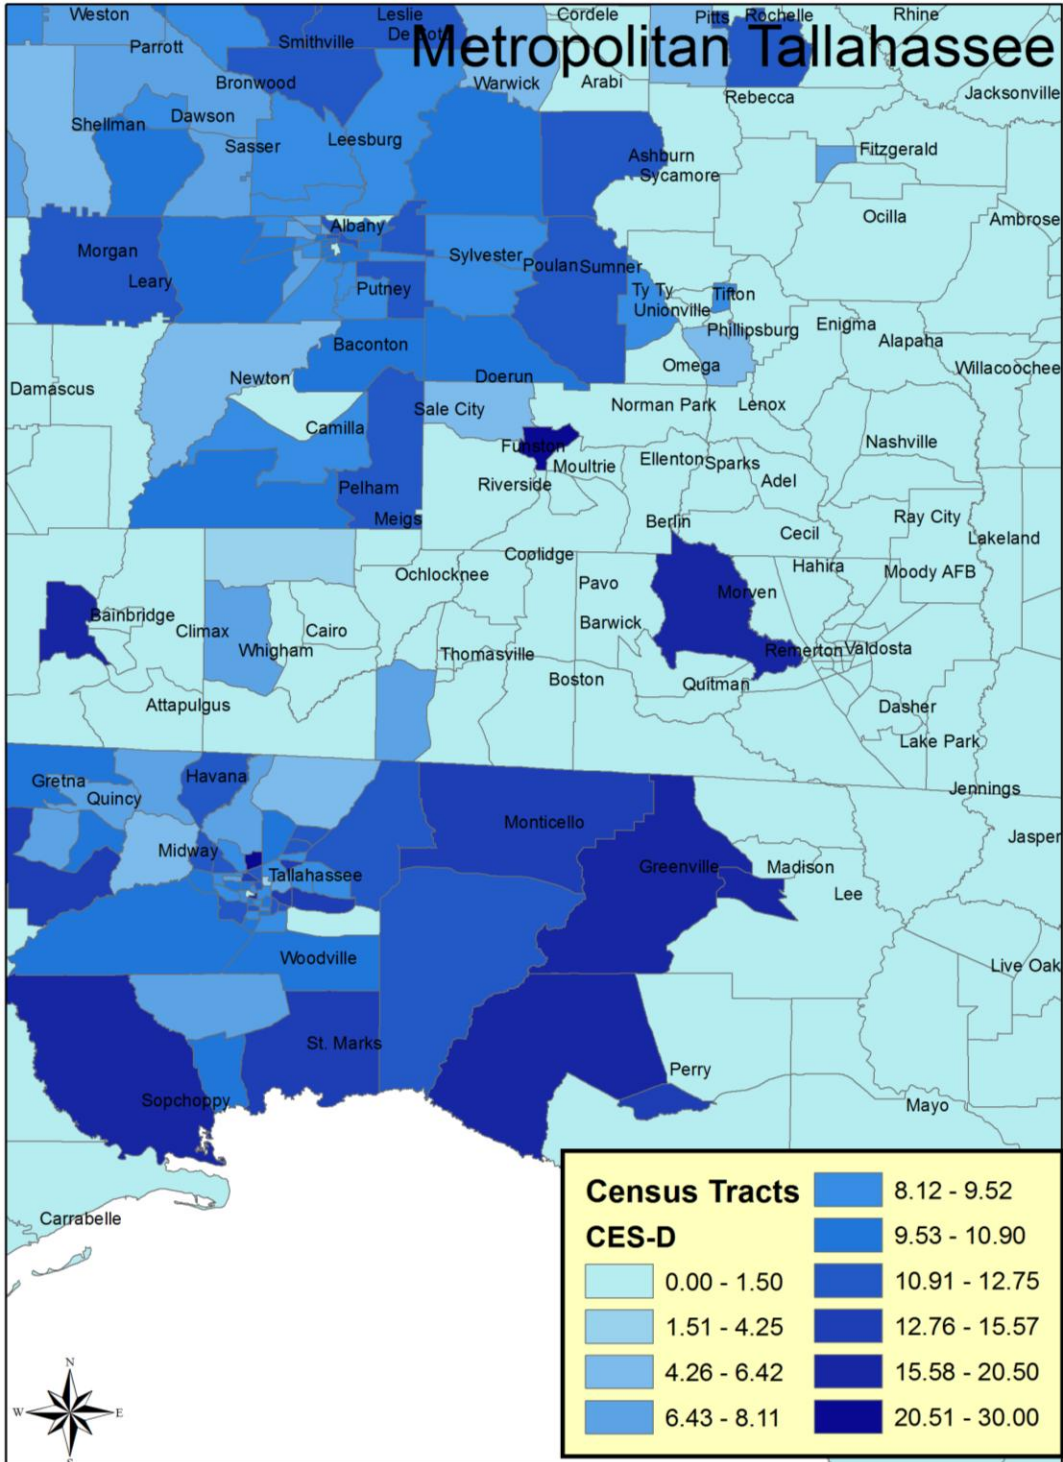 Metropolitan Tallahassee
Weston
Leslie
De Soto
Cordele
Pitts
Rochelle
Rhine
Parrott
Smithville
Bronwood
Warwick
Arabi
Rebecca
Jacksonville
Shellman
Dawson
Sasser
Leesburg
Ashburn
Sycamore
Fitzgerald
Ocilla
Ambrose
Albany
Morgan
Leary
Sylvester
Poulan
Sumner
Putney
Ty Ty
Unionville
Tifton
Phillipsburg
Enigma
Alapaha
Willacoochee
Baconton
Omega
Damascus
Newton
Doerun
Norman Park
Lenox
Sale City
Camilla
Funston
Moultrie
Riverside
Ellenton
Sparks
Adel
Nashville
Pelham
Meigs
Berlin
Cecil
Ray City
Lakeland
Coolidge
Ochlocknee
Pavo
Hahira
Moody AFB
Morven
Bainbridge
Climax
Cairo
Whigham
Barwick
Thomasville
Remerton
Valdosta
Boston
Quitman
Attapulgus
Dasher
Lake Park
Gretna
Havana
Quincy
Jennings
Monticello
Jasper
Midway
Tallahassee
Greenville
Madison
Lee
Woodville
Live Oak
St. Marks
Perry
Sopchoppy
Mayo
Carrabelle
Census Tracts
CES-D
0.00 - 1.50
1.51 - 4.25
4.26 - 6.42
6.43 - 8.11
8.12 - 9.52
9.53 - 10.90
10.91 - 12.75
12.76 - 15.57
15.58 - 20.50
20.51 - 30.00
N
W
E
S